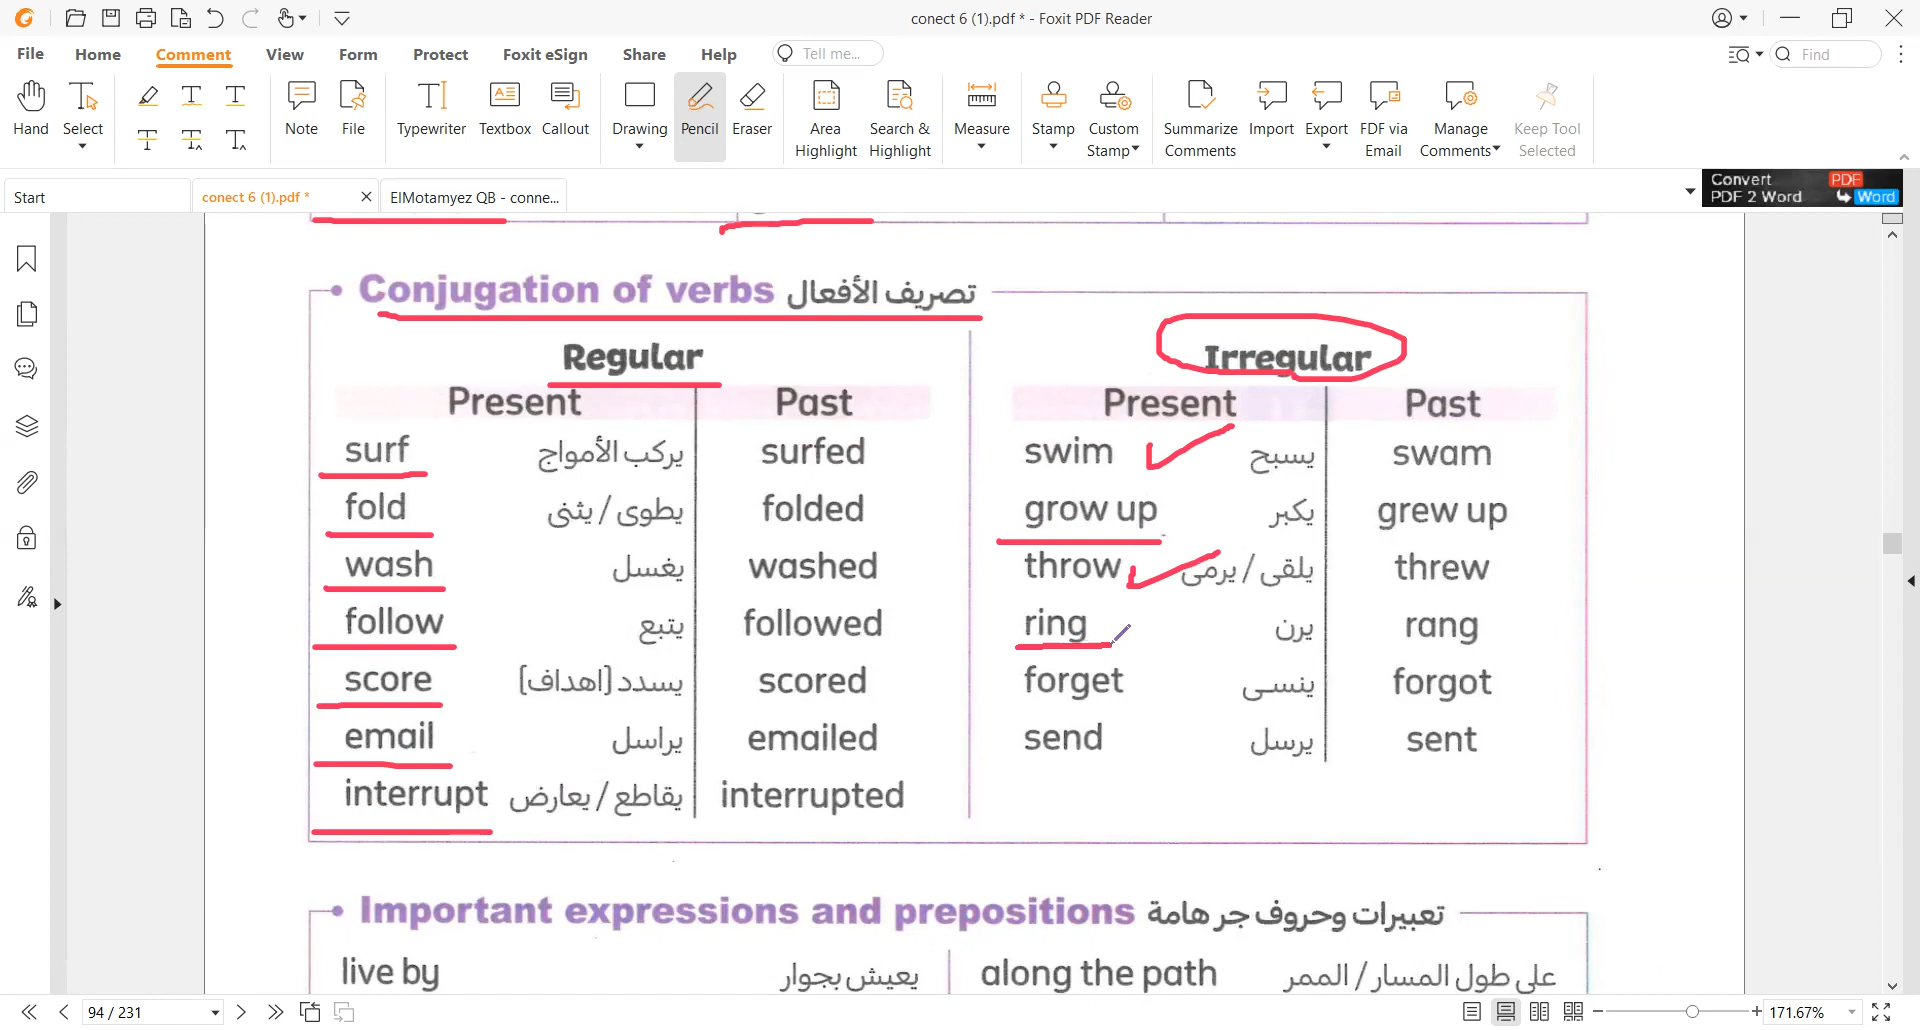 conect 6 (1).pdf * - Foxit PDF Reader
File Home Comment View Form Protect Foxit eSign Share Help Tell me... Find
Hand Select Note File Typewriter Textbox Callout Drawing Pencil Eraser Area Highlight Search & Highlight Measure Stamp Custom Stamp Summarize Comments Import Export FDF via Email Manage Comments Keep Tool Selected
Start conect 6 (1).pdf * ElMotamyez QB - conne... Convert PDF 2 Word PDF Word
Conjugation of verbs تصريف الأفعال
Regular Irregular
Present Past Present Past
surf يركب الأمواج surfed swim يسبح swam
fold يطوى / يثنى folded grow up يكبر grew up
wash يغسل washed throw يلقى / يرمى threw
follow يتبع followed ring يرن rang
score يسدد [اهداف] scored forget ينسى forgot
email يراسل emailed send يرسل sent
interrupt يقاطع / يعارض interrupted
Important expressions and prepositions تعبيرات وحروف جر هامة
live by يعيش بجوار along the path على طول المسار / الممر
94 / 231 171.67%